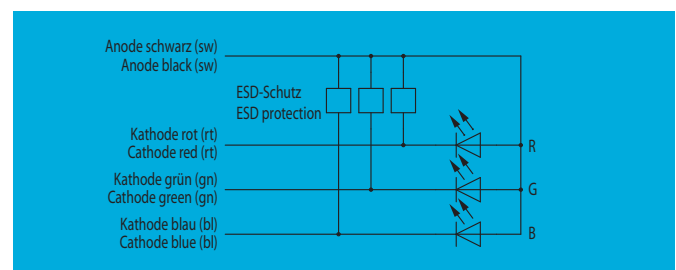 Anode schwarz (sw)
Anode black (sw)
ESD-Schutz
ESD protection
Kathode rot (rt)
Cathode red (rt)
R
Kathode grün (gn)
Cathode green (gn)
G
Kathode blau (bl)
Cathode blue (bl)
B